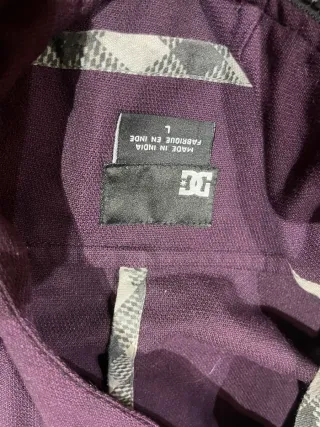 DC
L
MADE IN INDIA
FABRIQUE EN INDE